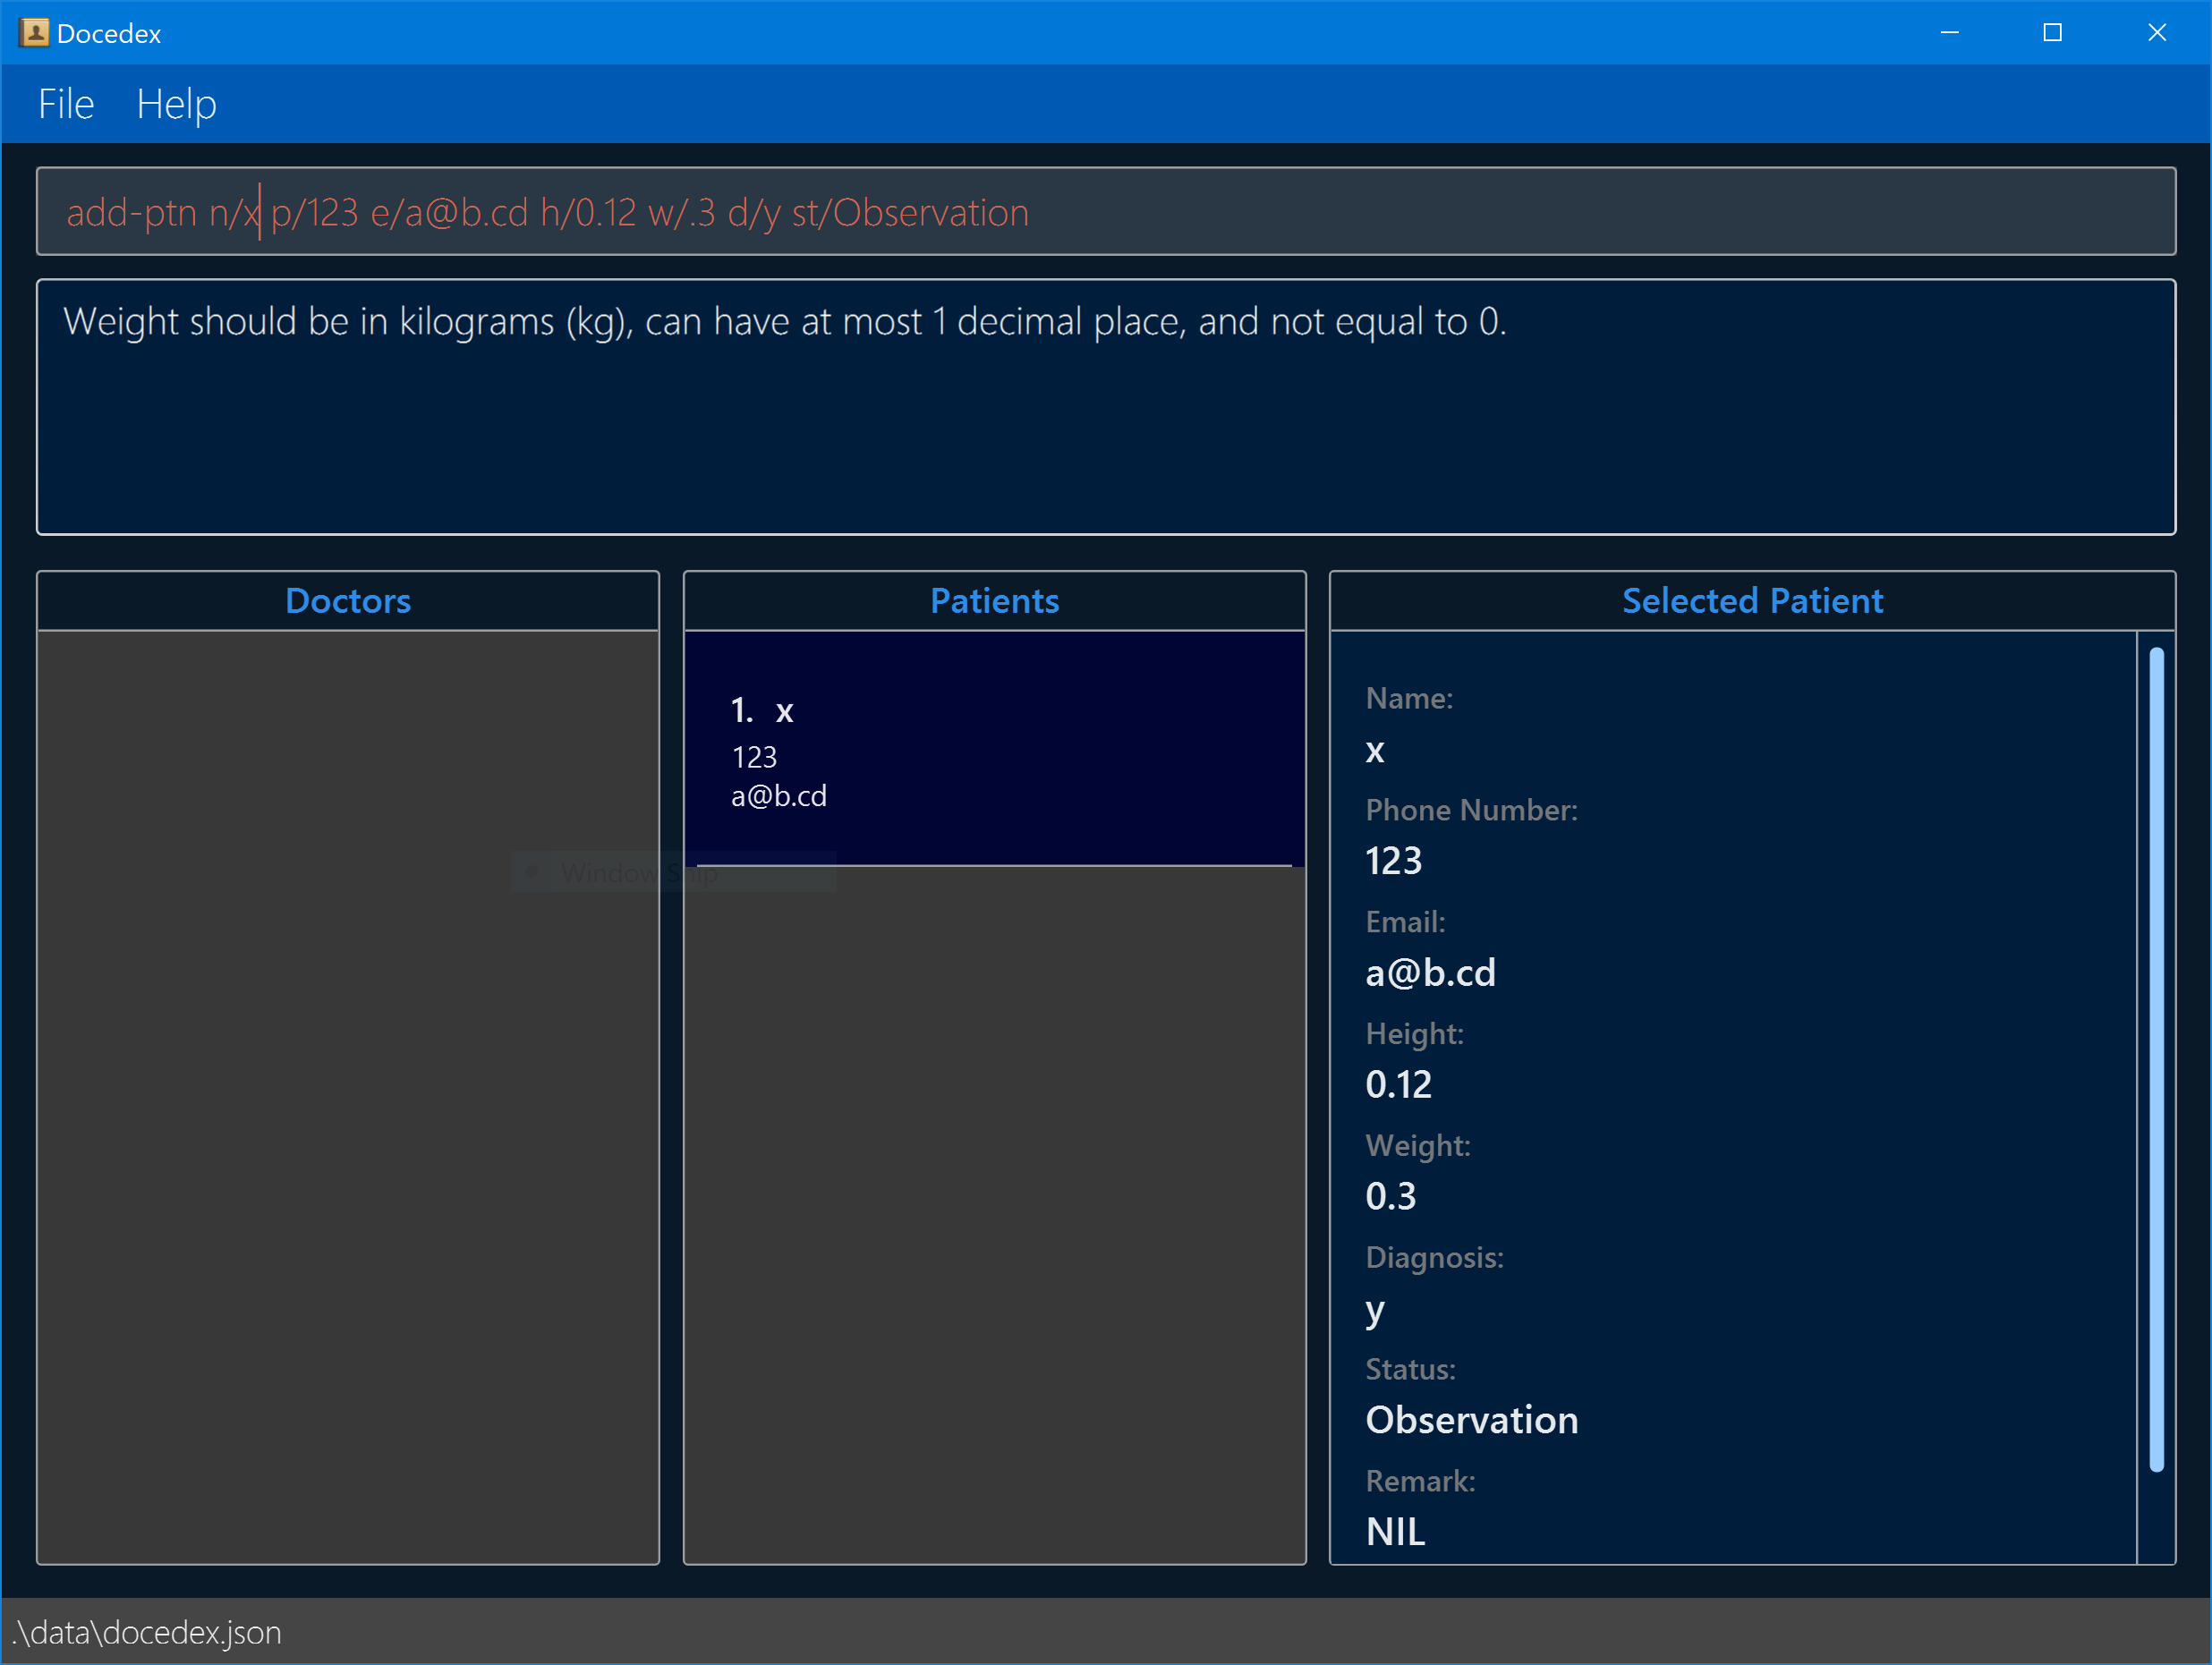 Docedex
File Help
add-ptn n/x p/123 e/a@b.cd h/0.12 w/.3 d/y st/Observation
Weight should be in kilograms (kg), can have at most 1 decimal place, and not equal to 0.
Doctors
Patients
1. x
123
a@b.cd
Window Snip
Selected Patient
Name:
x
Phone Number:
123
Email:
a@b.cd
Height:
0.12
Weight:
0.3
Diagnosis:
y
Status:
Observation
Remark:
NIL
.\data\docedex.json